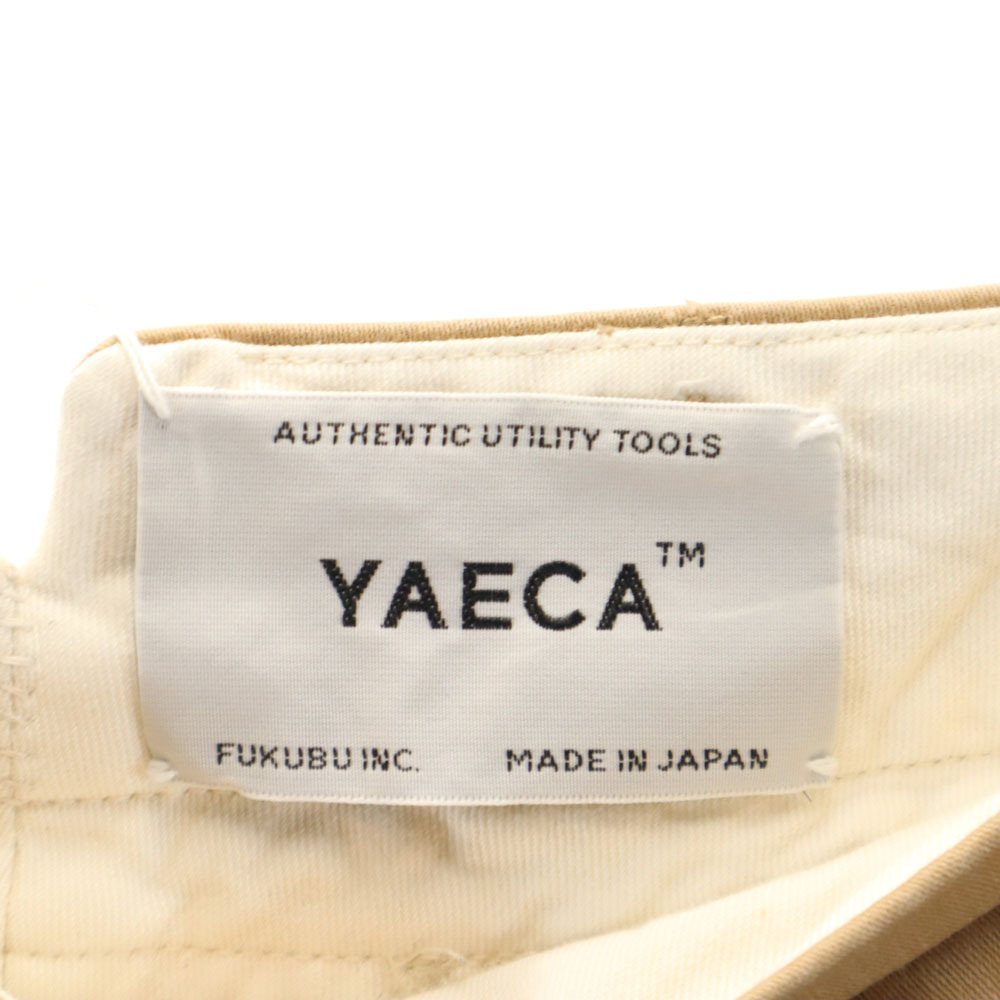 AUTHENTIC UTILITY TOOLS
YAECA™
FUKUBU INC. MADE IN JAPAN